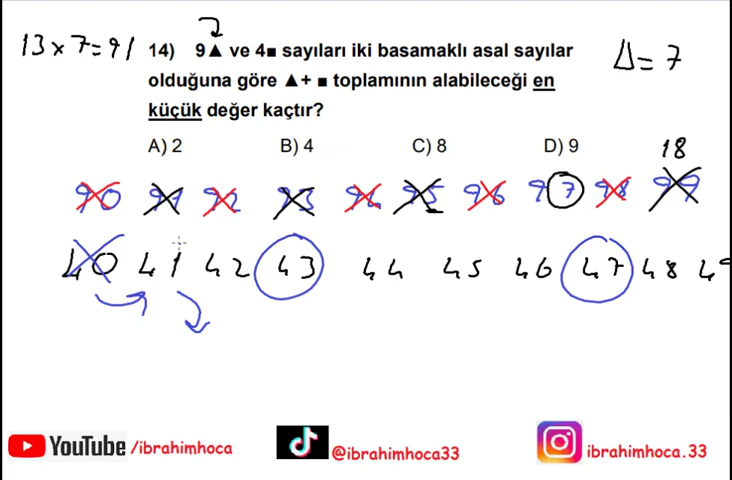 13 x 7 = 91
14) 9▲ ve 4■ sayıları iki basamaklı asal sayılar
olduğuna göre ▲+ ■ toplamının alabileceği en
küçük değer kaçtır?
Δ = 7
A) 2 B) 4 C) 8 D) 9
18
90 91 92 93 94 95 96 97 98 99
40 41 42 43 44 45 46 47 48 49
YouTube /ibrahimhoca
@ibrahimhoca33
ibrahimhoca.33